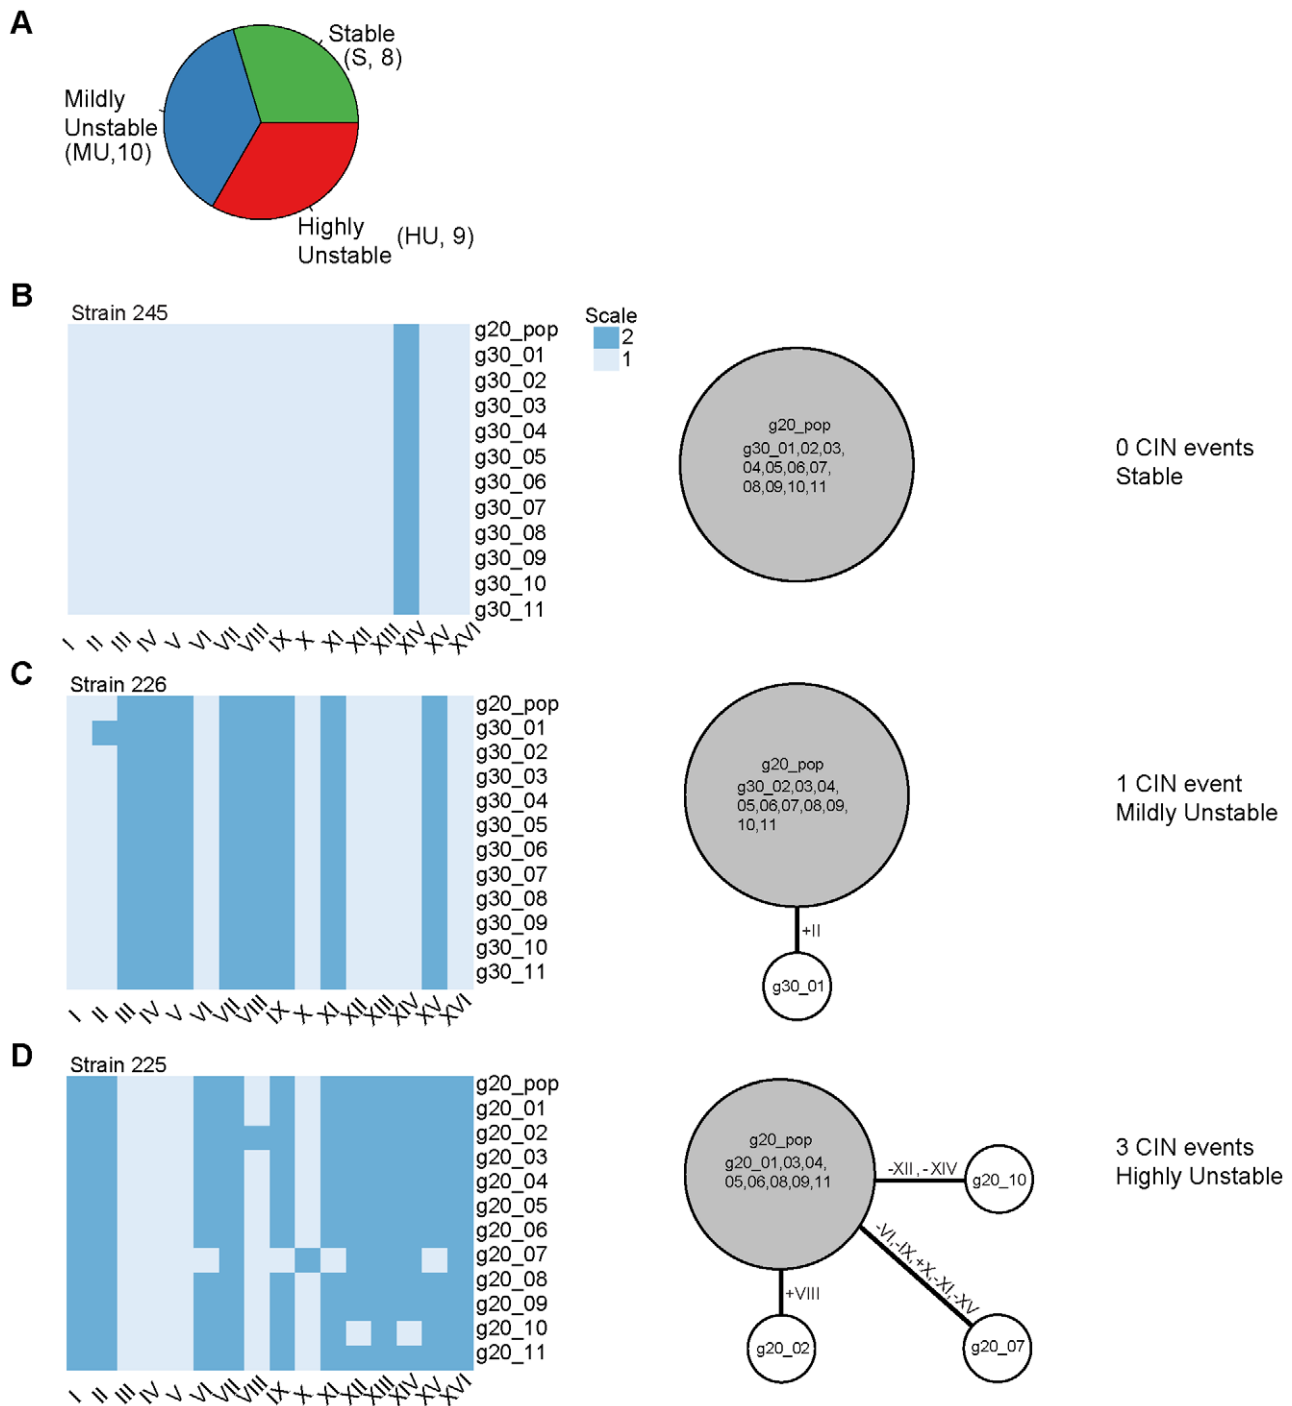 A
Stable
(S, 8)
Mildly
Unstable
(MU,10)
Highly
Unstable
(HU, 9)
B
Strain 245
g20_pop
g30_01
g30_02
g30_03
g30_04
g30_05
g30_06
g30_07
g30_08
g30_09
g30_10
g30_11
I II III IV V VI VII VIII IX X XI XII XIII XIV XV XVI
Scale
2
1
g20_pop
g30_01,02,03,
04,05,06,07,
08,09,10,11
0 CIN events
Stable
C
Strain 226
g20_pop
g30_01
g30_02
g30_03
g30_04
g30_05
g30_06
g30_07
g30_08
g30_09
g30_10
g30_11
I II III IV V VI VII VIII IX X XI XII XIII XIV XV XVI
g20_pop
g30_02,03,04,
05,06,07,08,09,
10,11
+II
g30_01
1 CIN event
Mildly Unstable
D
Strain 225
g20_pop
g20_01
g20_02
g20_03
g20_04
g20_05
g20_06
g20_07
g20_08
g20_09
g20_10
g20_11
I II III IV V VI VII VIII IX X XI XII XIII XIV XV XVI
g20_pop
g20_01,03,04,
05,06,08,09,11
-XII,-XIV
g20_10
-VI,-IX,+X,-XI,-XV
g20_07
+VIII
g20_02
3 CIN events
Highly Unstable